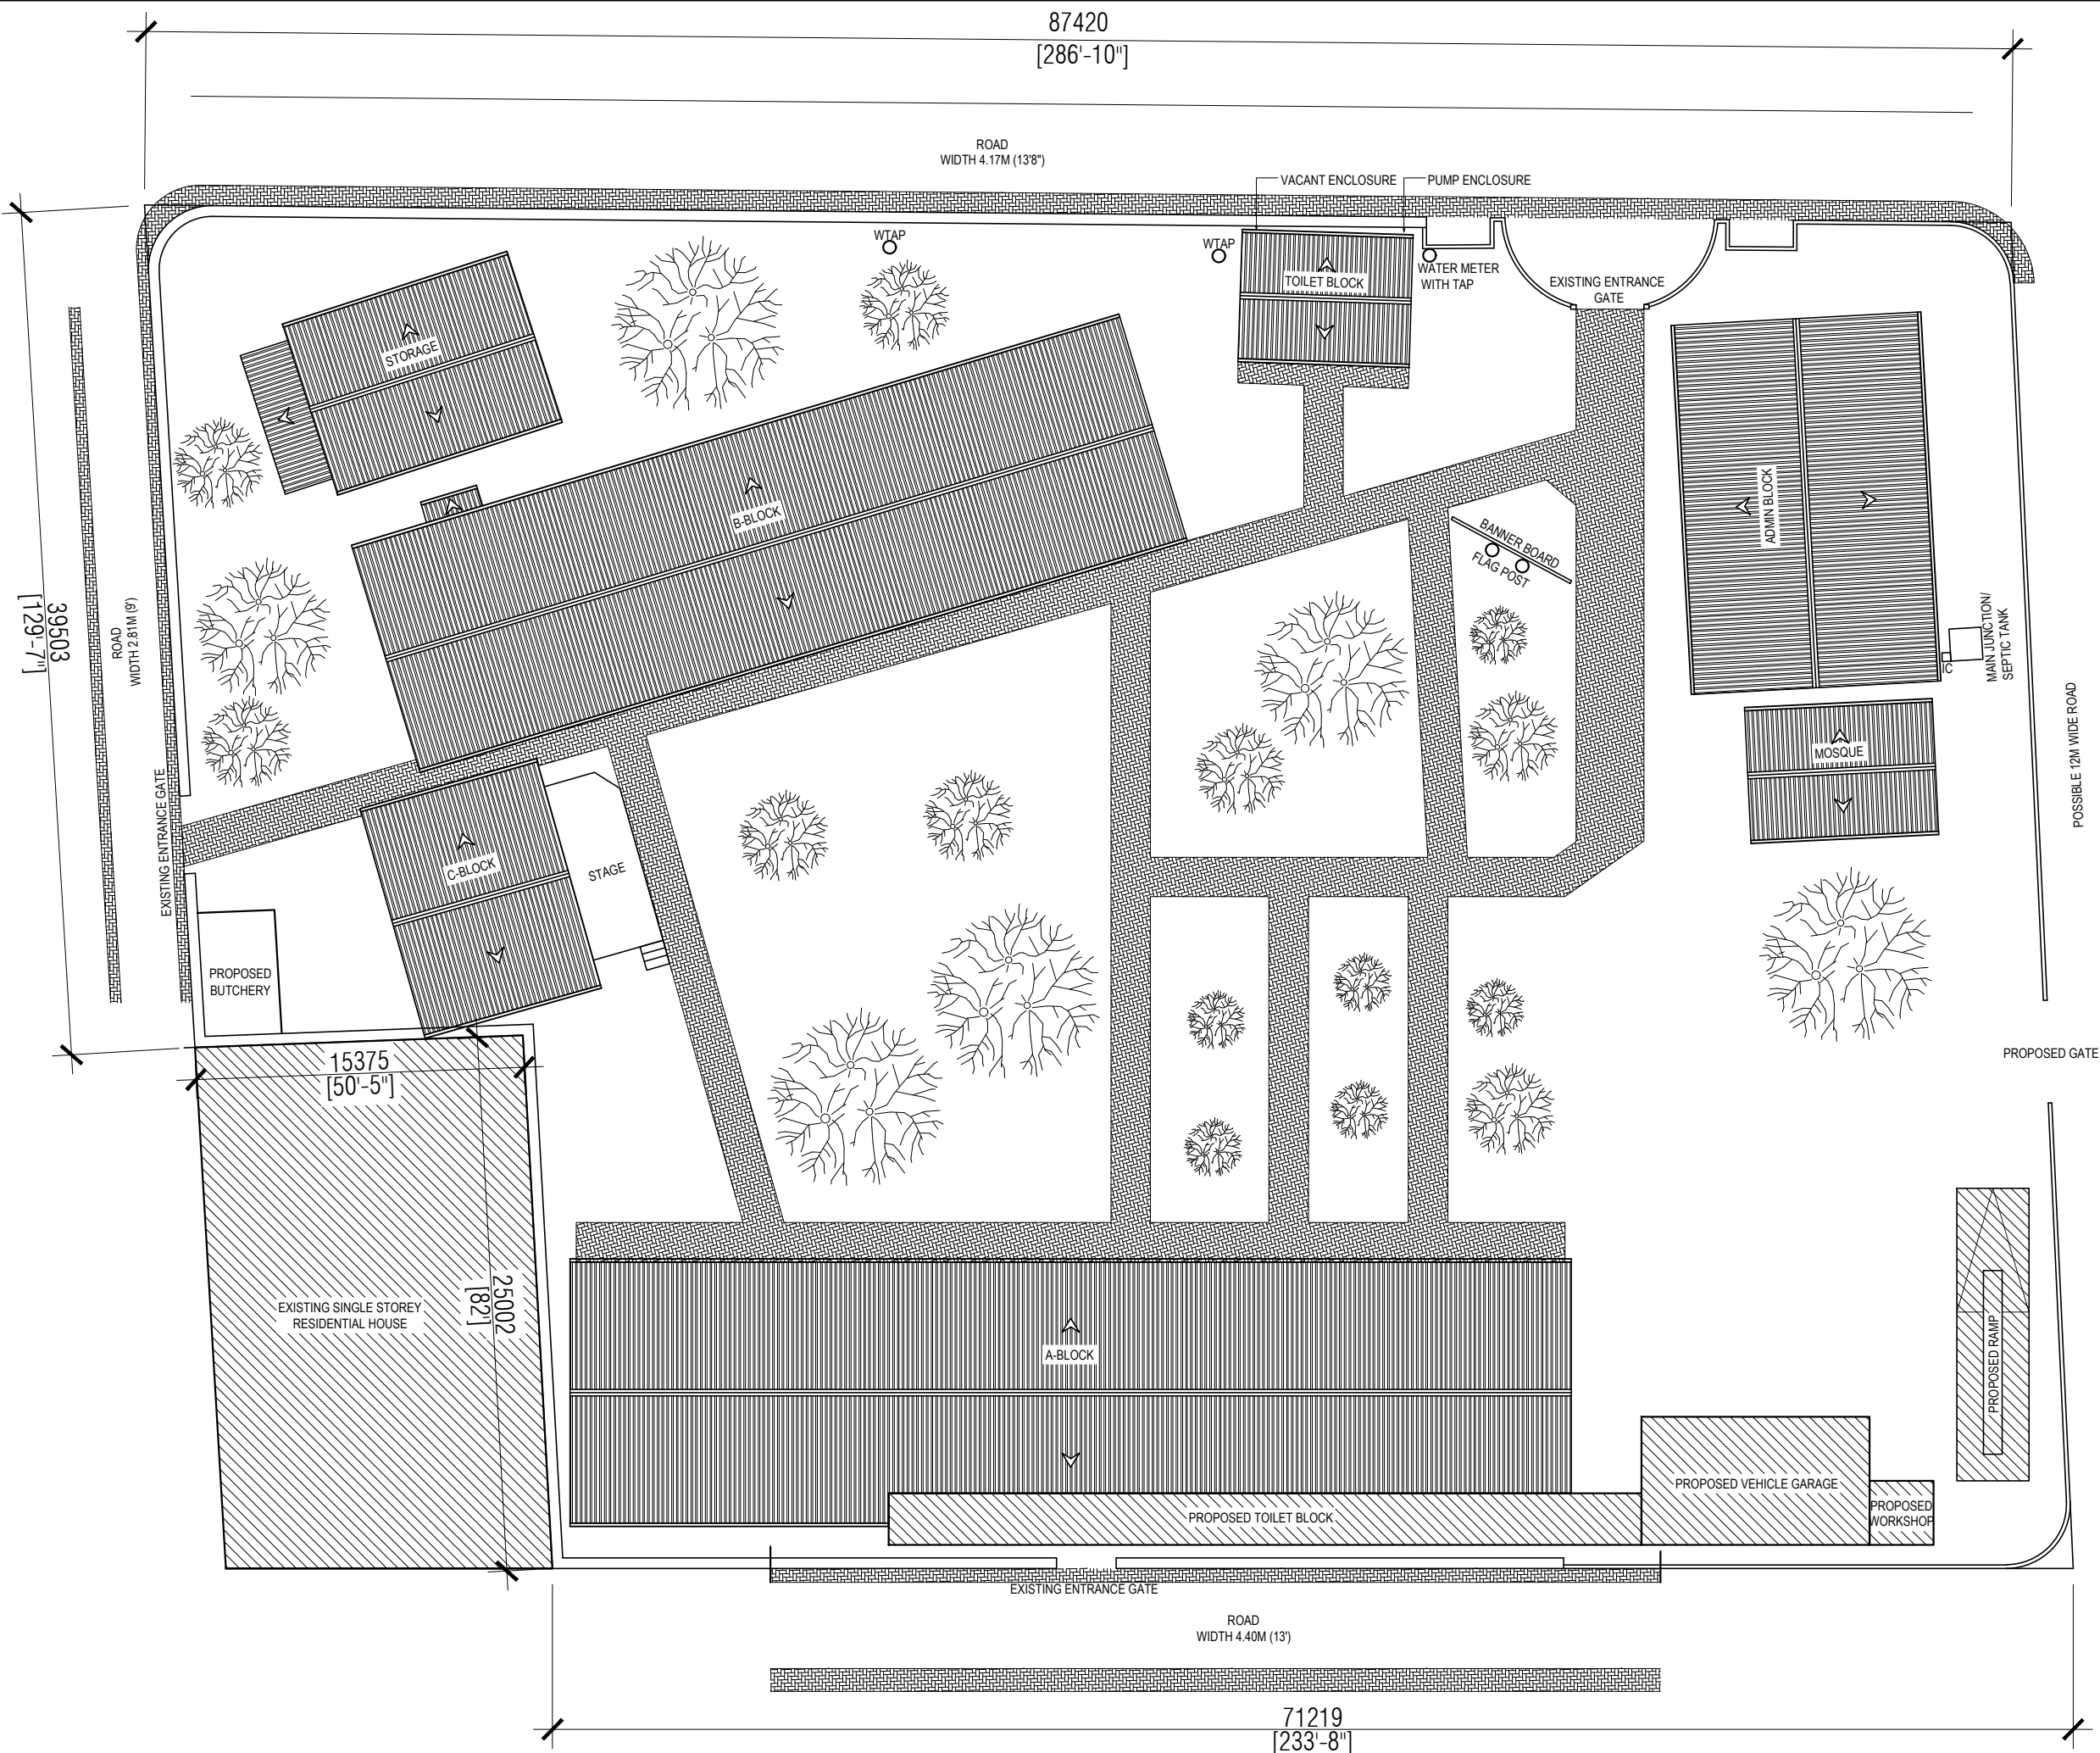 87420
[286'-10"]
ROAD
WIDTH 4.17M (13'8")
VACANT ENCLOSURE
PUMP ENCLOSURE
WTAP
WTAP
WATER METER
WITH TAP
TOILET BLOCK
EXISTING ENTRANCE
GATE
STORAGE
B-BLOCK
ADMIN BLOCK
BANNER BOARD
FLAG POST
39503
[129'-7"]
ROAD
WIDTH 2.81M (9')
MAIN JUNCTION/
SEPTIC TANK
IC
POSSIBLE 12M WIDE ROAD
MOSQUE
EXISTING ENTRANCE GATE
C-BLOCK
STAGE
PROPOSED
BUTCHERY
PROPOSED GATE
15375
[50'-5"]
25002
[82']
EXISTING SINGLE STOREY
RESIDENTIAL HOUSE
A-BLOCK
PROPOSED RAMP
PROPOSED VEHICLE GARAGE
PROPOSED
WORKSHOP
PROPOSED TOILET BLOCK
EXISTING ENTRANCE GATE
ROAD
WIDTH 4.40M (13')
71219
[233'-8"]